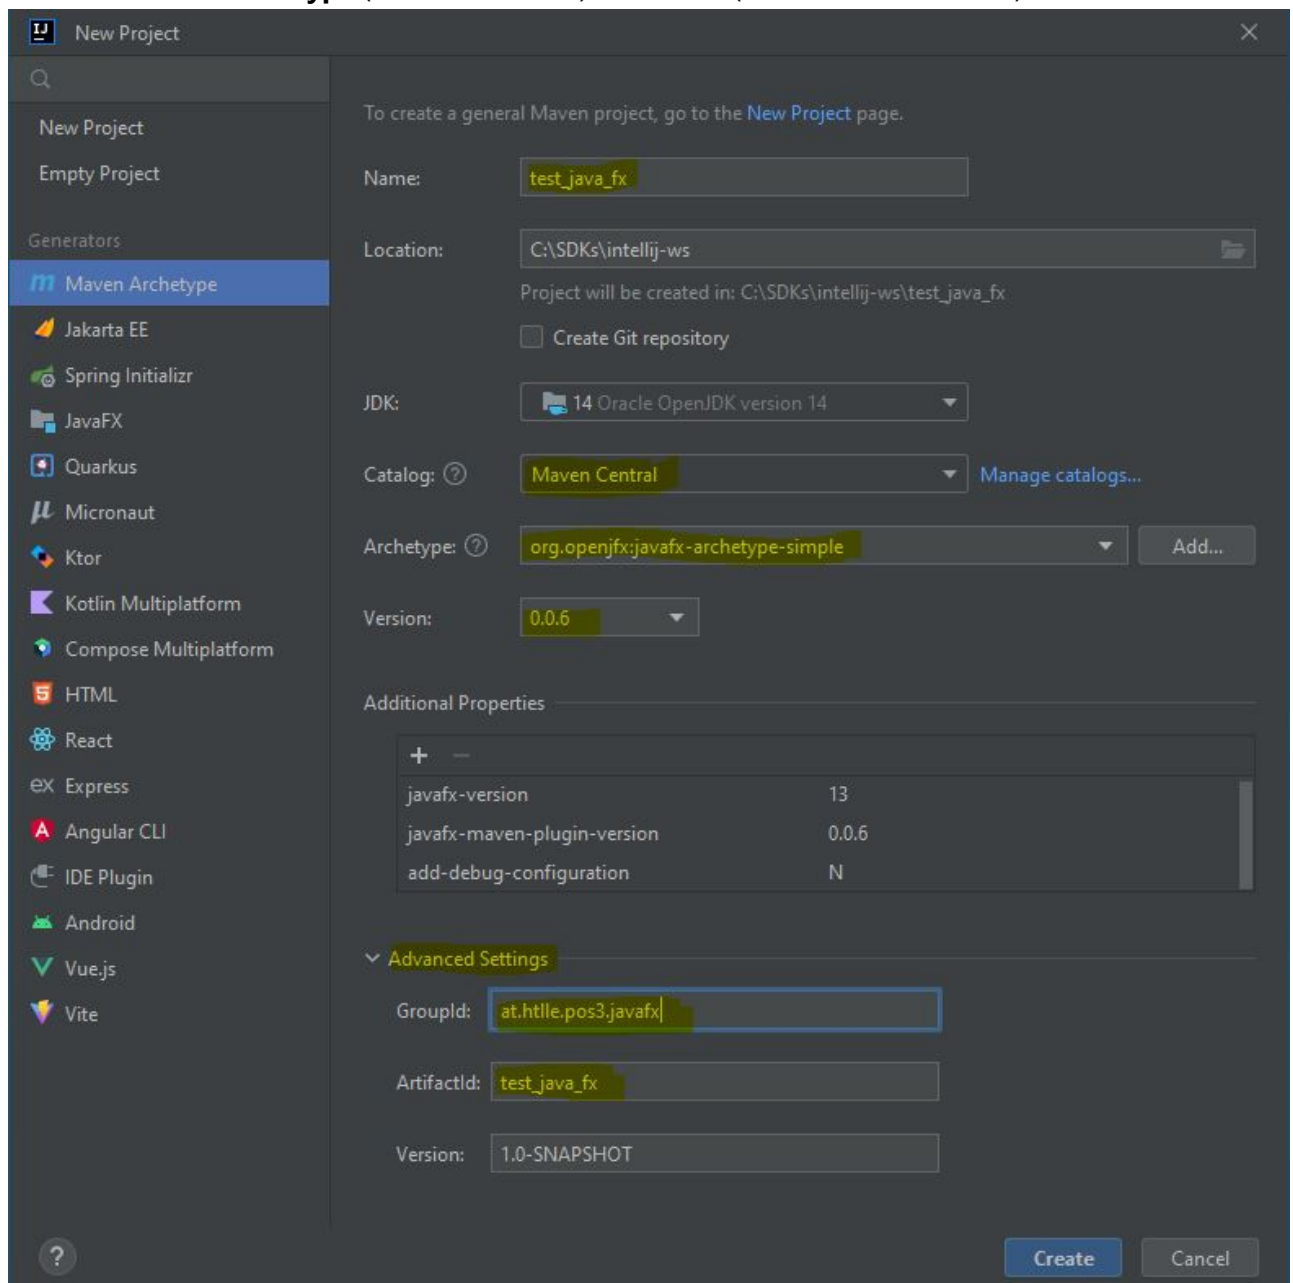 New Project
To create a general Maven project, go to the New Project page.
New Project
Empty Project
Name: test_java_fx
Generators
Location: C:\SDKs\intellij-ws
Maven Archetype
Project will be created in: C:\SDKs\intellij-ws\test_java_fx
Jakarta EE
Create Git repository
Spring Initializr
JDK: 14 Oracle OpenJDK version 14
JavaFX
Quarkus
Catalog: ? Maven Central Manage catalogs...
Micronaut
Archetype: ? org.openjfx:javafx-archetype-simple Add...
Ktor
Kotlin Multiplatform
Version: 0.0.6
Compose Multiplatform
HTML
Additional Properties
React
+ −
Express
javafx-version 13
Angular CLI
javafx-maven-plugin-version 0.0.6
IDE Plugin
add-debug-configuration N
Android
Advanced Settings
Vue.js
GroupId: at.htlle.pos3.javafx
Vite
ArtifactId: test_java_fx
Version: 1.0-SNAPSHOT
? Create Cancel